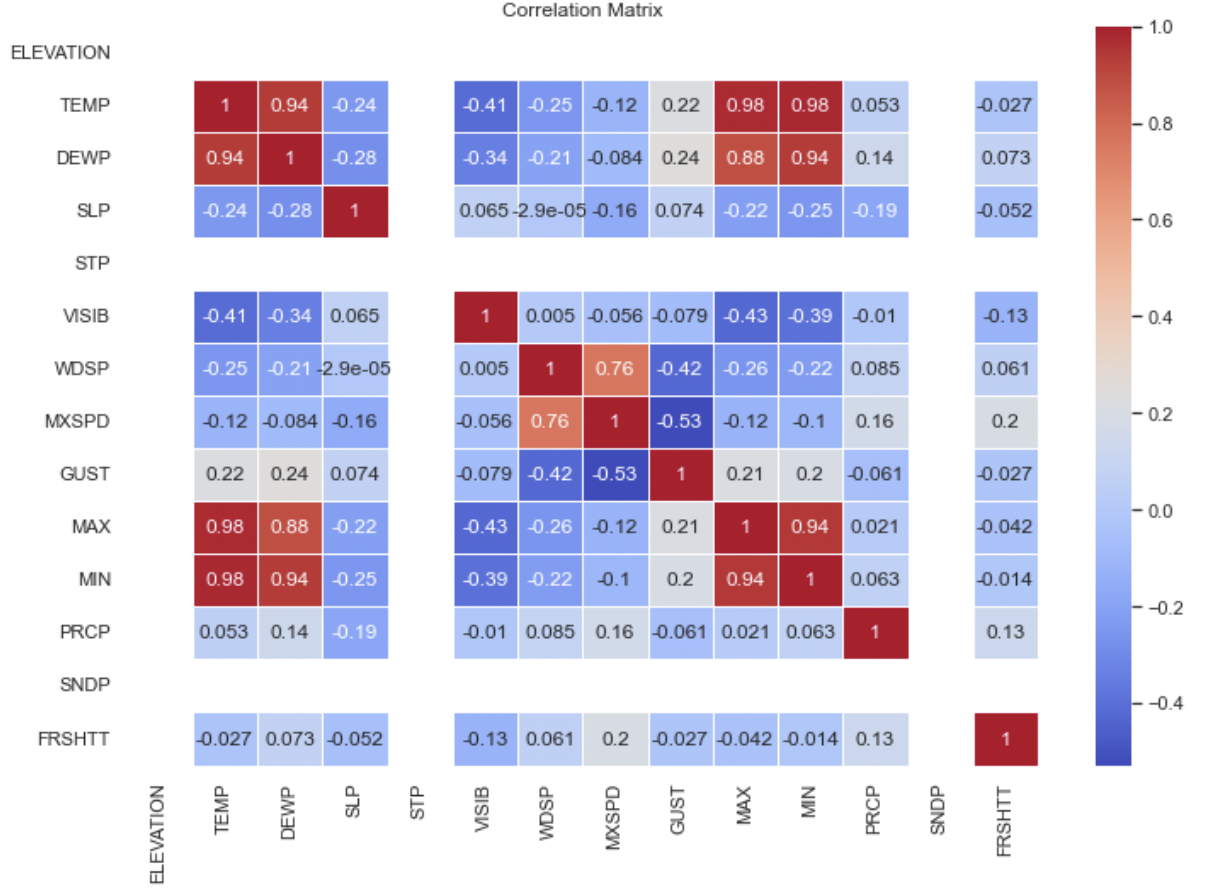 Correlation Matrix
ELEVATION
TEMP 1 0.94 -0.24 -0.41 -0.25 -0.12 0.22 0.98 0.98 0.053 -0.027
DEWP 0.94 1 -0.28 -0.34 -0.21 -0.084 0.24 0.88 0.94 0.14 0.073
SLP -0.24 -0.28 1 0.065 -2.9e-05 -0.16 0.074 -0.22 -0.25 -0.19 -0.052
STP
VISIB -0.41 -0.34 0.065 1 0.005 -0.056 -0.079 -0.43 -0.39 -0.01 -0.13
WDSP -0.25 -0.21 -2.9e-05 0.005 1 0.76 -0.42 -0.26 -0.22 0.085 0.061
MXSPD -0.12 -0.084 -0.16 -0.056 0.76 1 -0.53 -0.12 -0.1 0.16 0.2
GUST 0.22 0.24 0.074 -0.079 -0.42 -0.53 1 0.21 0.2 -0.061 -0.027
MAX 0.98 0.88 -0.22 -0.43 -0.26 -0.12 0.21 1 0.94 0.021 -0.042
MIN 0.98 0.94 -0.25 -0.39 -0.22 -0.1 0.2 0.94 1 0.063 -0.014
PRCP 0.053 0.14 -0.19 -0.01 0.085 0.16 -0.061 0.021 0.063 1 0.13
SNDP
FRSHTT -0.027 0.073 -0.052 -0.13 0.061 0.2 -0.027 -0.042 -0.014 0.13 1
ELEVATION TEMP DEWP SLP STP VISIB WDSP MXSPD GUST MAX MIN PRCP SNDP FRSHTT
1.0
0.8
0.6
0.4
0.2
0.0
−0.2
−0.4